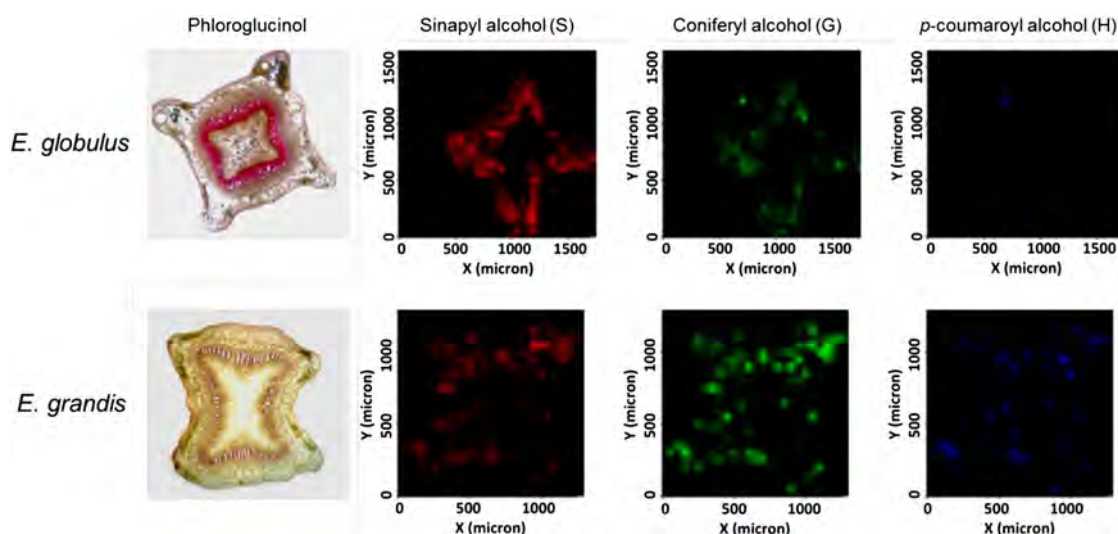 Phloroglucinol Sinapyl alcohol (S) Coniferyl alcohol (G) p-coumaroyl alcohol (H)
E. globulus
Y (micron)
0 500 1000 1500
0 500 1000 1500
X (micron)
Y (micron)
0 500 1000 1500
0 500 1000 1500
X (micron)
Y (micron)
0 500 1000 1500
0 500 1000 1500
X (micron)
E. grandis
Y (micron)
0 500 1000
0 500 1000
X (micron)
Y (micron)
0 500 1000
0 500 1000
X (micron)
Y (micron)
0 500 1000
0 500 1000
X (micron)